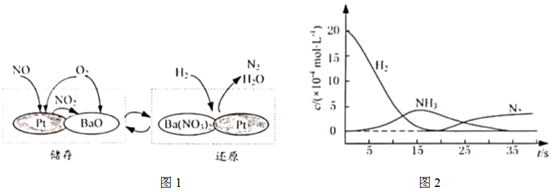 NO O₂ H₂ N₂
H₂O
NO₂
Pt BaO Ba(NO₃)₂ Pt
储存 还原
图1
c/(×10⁻⁴ mol·L⁻¹)
20
15
10
5
0
H₂
NH₃
N₂
5 15 25 35 t/s
图2